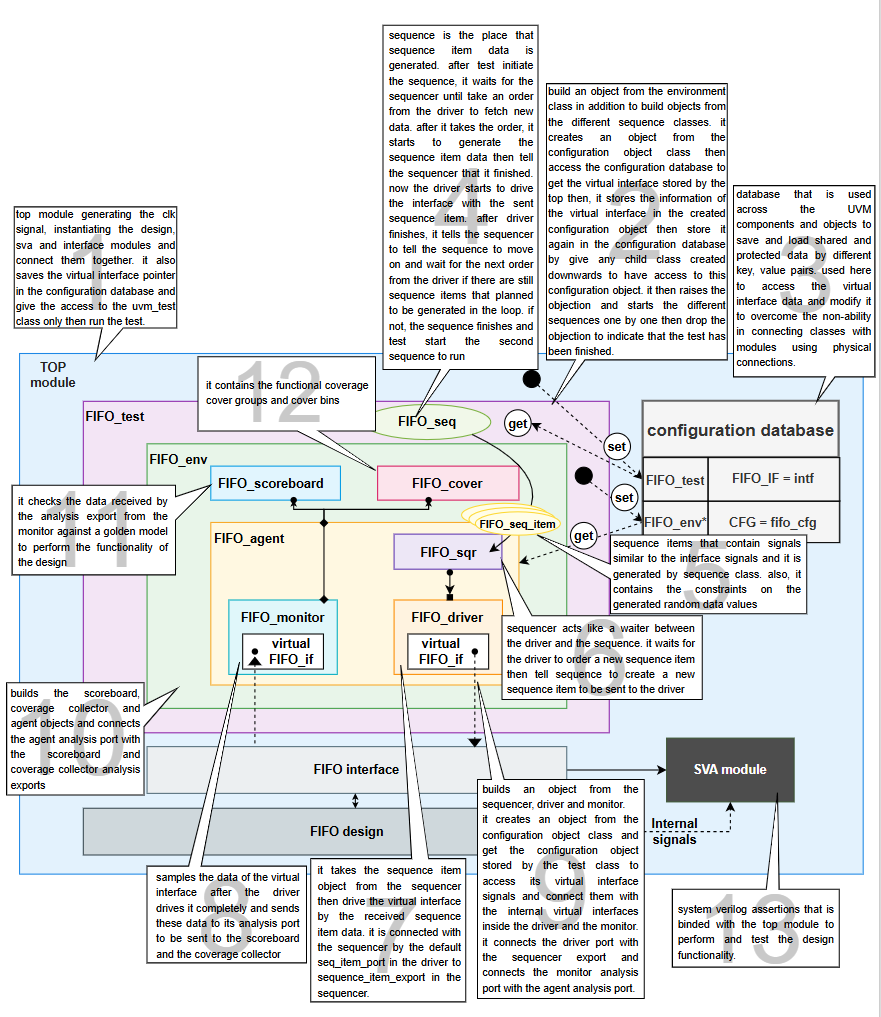 sequence is the place that
sequence item data is
generated. after test initiate
the sequence, it waits for the
sequencer until take an order
from the driver to fetch new
data. after it takes the order, it
starts to generate the
sequence item data then tell
the sequencer that it finished.
now the driver starts to drive
the interface with the sent
sequence item. after driver
finishes, it tells the sequencer
to tell the sequence to move
on and wait for the next order
from the driver if there are still
sequence items that planned
to be generated in the loop. if
not, the sequence finishes and
test start the second
sequence to run
4
build an object from the environment
class in addition to build objects from
the different sequence classes. it
creates an object from the
configuration object class then
access the configuration database to
get the virtual interface stored by the
top then, it stores the information of
the virtual interface in the created
configuration object then store it
again in the configuration database
by give any child class created
downwards to have access to this
configuration object. it then raises the
objection and starts the different
sequences one by one then drop the
objection to indicate that the test has
been finished.
2
database that is used
across the UVM
components and objects to
save and load shared and
protected data by different
key, value pairs. used here
to access the virtual
interface data and modify it
to overcome the non-ability
in connecting classes with
modules using physical
connections.
3
top module generating the clk
signal, instantiating the design,
sva and interface modules and
connect them together. it also
saves the virtual interface pointer
in the configuration database and
give the access to the uvm_test
class only then run the test.
1
TOP
module
it contains the functional coverage
cover groups and cover bins
12
FIFO_test
FIFO_seq
get
set
configuration database
FIFO_test
FIFO_IF = intf
FIFO_env*
CFG = fifo_cfg
set
get
FIFO_env
FIFO_scoreboard
FIFO_cover
it checks the data received by
the analysis export from the
monitor against a golden model
to perform the functionality of
the design
11
FIFO_agent
FIFO_seq_item
FIFO_sqr
sequence items that contain signals
similar to the interface signals and it is
generated by sequence class. also, it
contains the constraints on the
generated random data values
5
FIFO_monitor
virtual
FIFO_if
FIFO_driver
virtual
FIFO_if
sequencer acts like a waiter between
the driver and the sequence. it waits for
the driver to order a new sequence item
then tell sequence to create a new
sequence item to be sent to the driver
6
builds the scoreboard,
coverage collector and
agent objects and connects
the agent analysis port with
the scoreboard and
coverage collector analysis
exports
10
FIFO interface
SVA module
FIFO design
Internal
signals
builds an object from the
sequencer, driver and monitor.
it creates an object from the
configuration object class and
get the configuration object
stored by the test class to
access its virtual interface
signals and connect them with
the internal virtual interfaces
inside the driver and the monitor.
it connects the driver port with
the sequencer export and
connects the monitor analysis
port with the agent analysis port.
9
samples the data of the virtual
interface after the driver
drives it completely and sends
these data to its analysis port
to be sent to the scoreboard
and the coverage collector
8
it takes the sequence item
object from the sequencer
then drive the virtual interface
by the received sequence
item data. it is connected with
the sequencer by the default
seq_item_port in the driver to
sequence_item_export in the
sequencer.
7
system verilog assertions that is
binded with the top module to
perform and test the design
functionality.
13